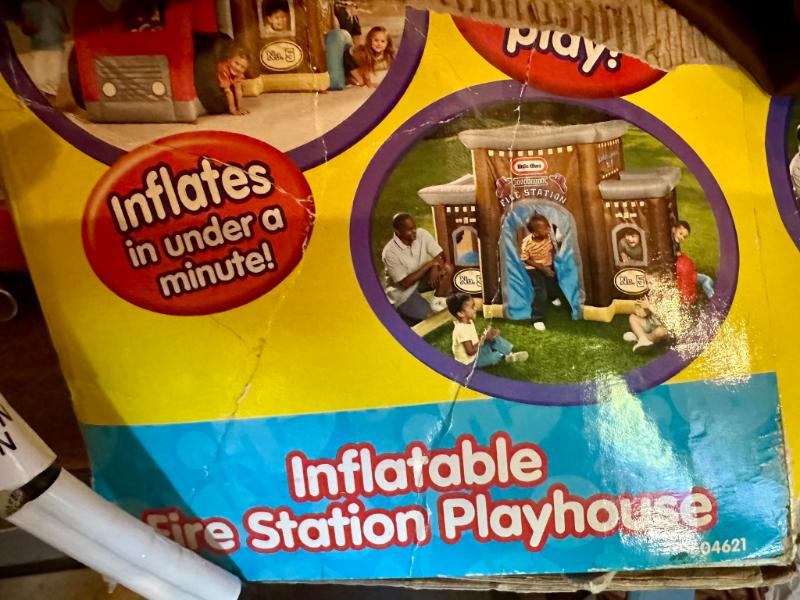 No. 5
play!
Inflates
in under a
minute!
little tikes
FIRE STATION
No. 5
No. 5
Inflatable
Fire Station Playhouse
04621